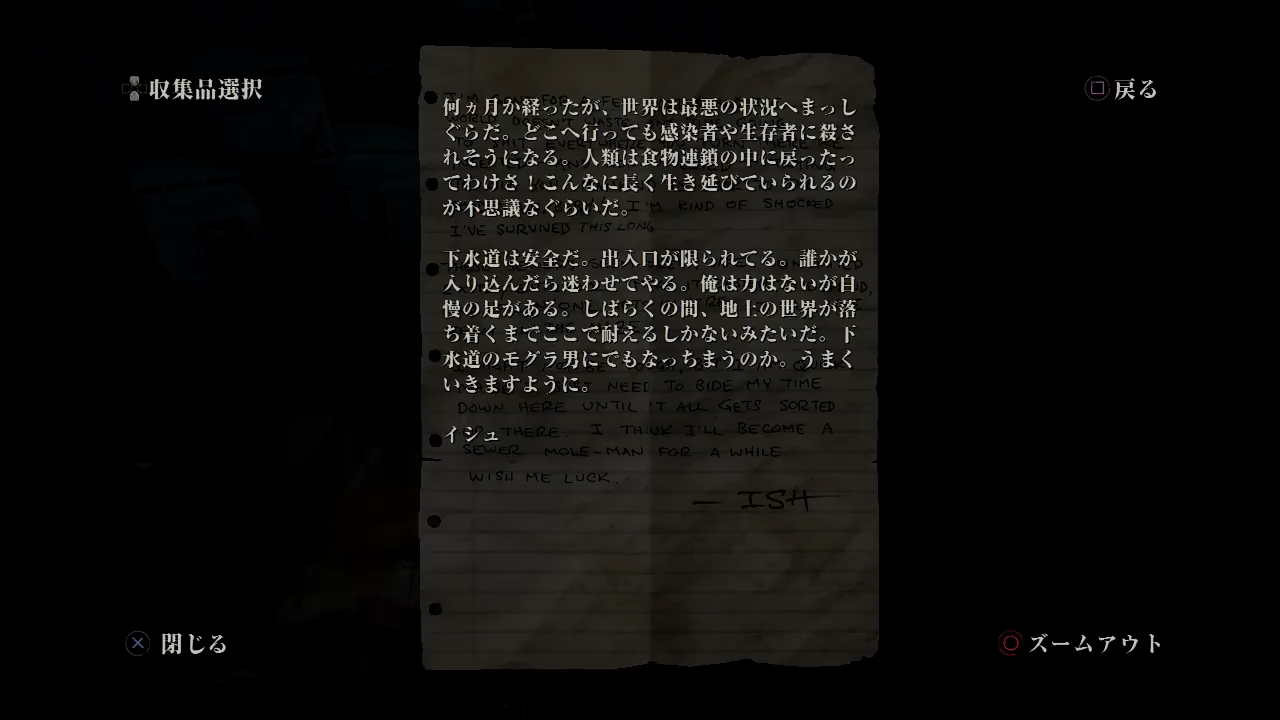 収集品選択
戻る
何ヵ月か経ったが、世界は最悪の状況へまっし
ぐらだ。どこへ行っても感染者や生存者に殺さ
れそうになる。人類は食物連鎖の中に戻ったっ
てわけさ！こんなに長く生き延びていられるの
が不思議なぐらいだ。
I'M KIND OF SHOCKED
I'VE SURVIVED THIS LONG
下水道は安全だ。出入口が限られてる。誰かが
入り込んだら迷わせてやる。俺は力はないが自
慢の足がある。しばらくの間、地上の世界が落
ち着くまでここで耐えるしかないみたいだ。下
水道のモグラ男にでもなっちまうのか。うまく
いきますように。
I NEED TO BIDE MY TIME
DOWN HERE UNTIL IT ALL GETS SORTED
イシュ
THERE. I THINK I'LL BECOME A
SEWER MOLE-MAN FOR A WHILE.
WISH ME LUCK.
— ISH
閉じる
ズームアウト